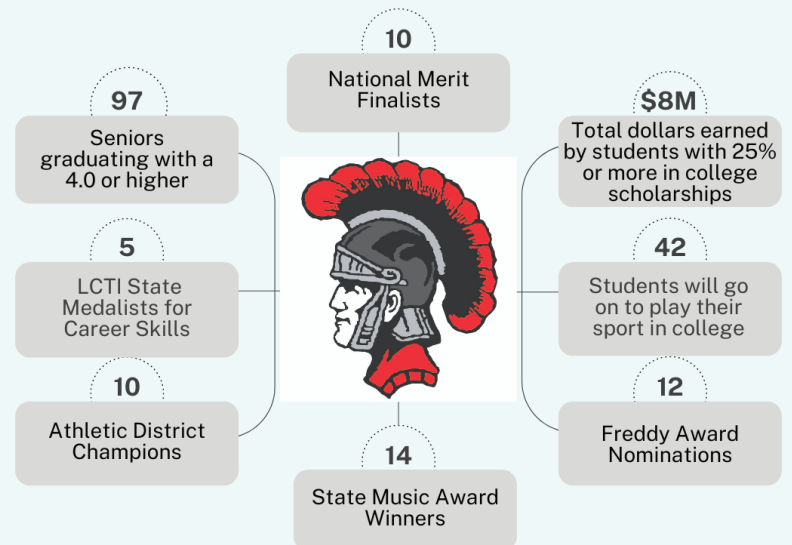 10
National Merit
Finalists
97
Seniors
graduating with a
4.0 or higher
$8M
Total dollars earned
by students with 25%
or more in college
scholarships
5
LCTI State
Medalists for
Career Skills
42
Students will go
on to play their
sport in college
10
Athletic District
Champions
12
Freddy Award
Nominations
14
State Music Award
Winners